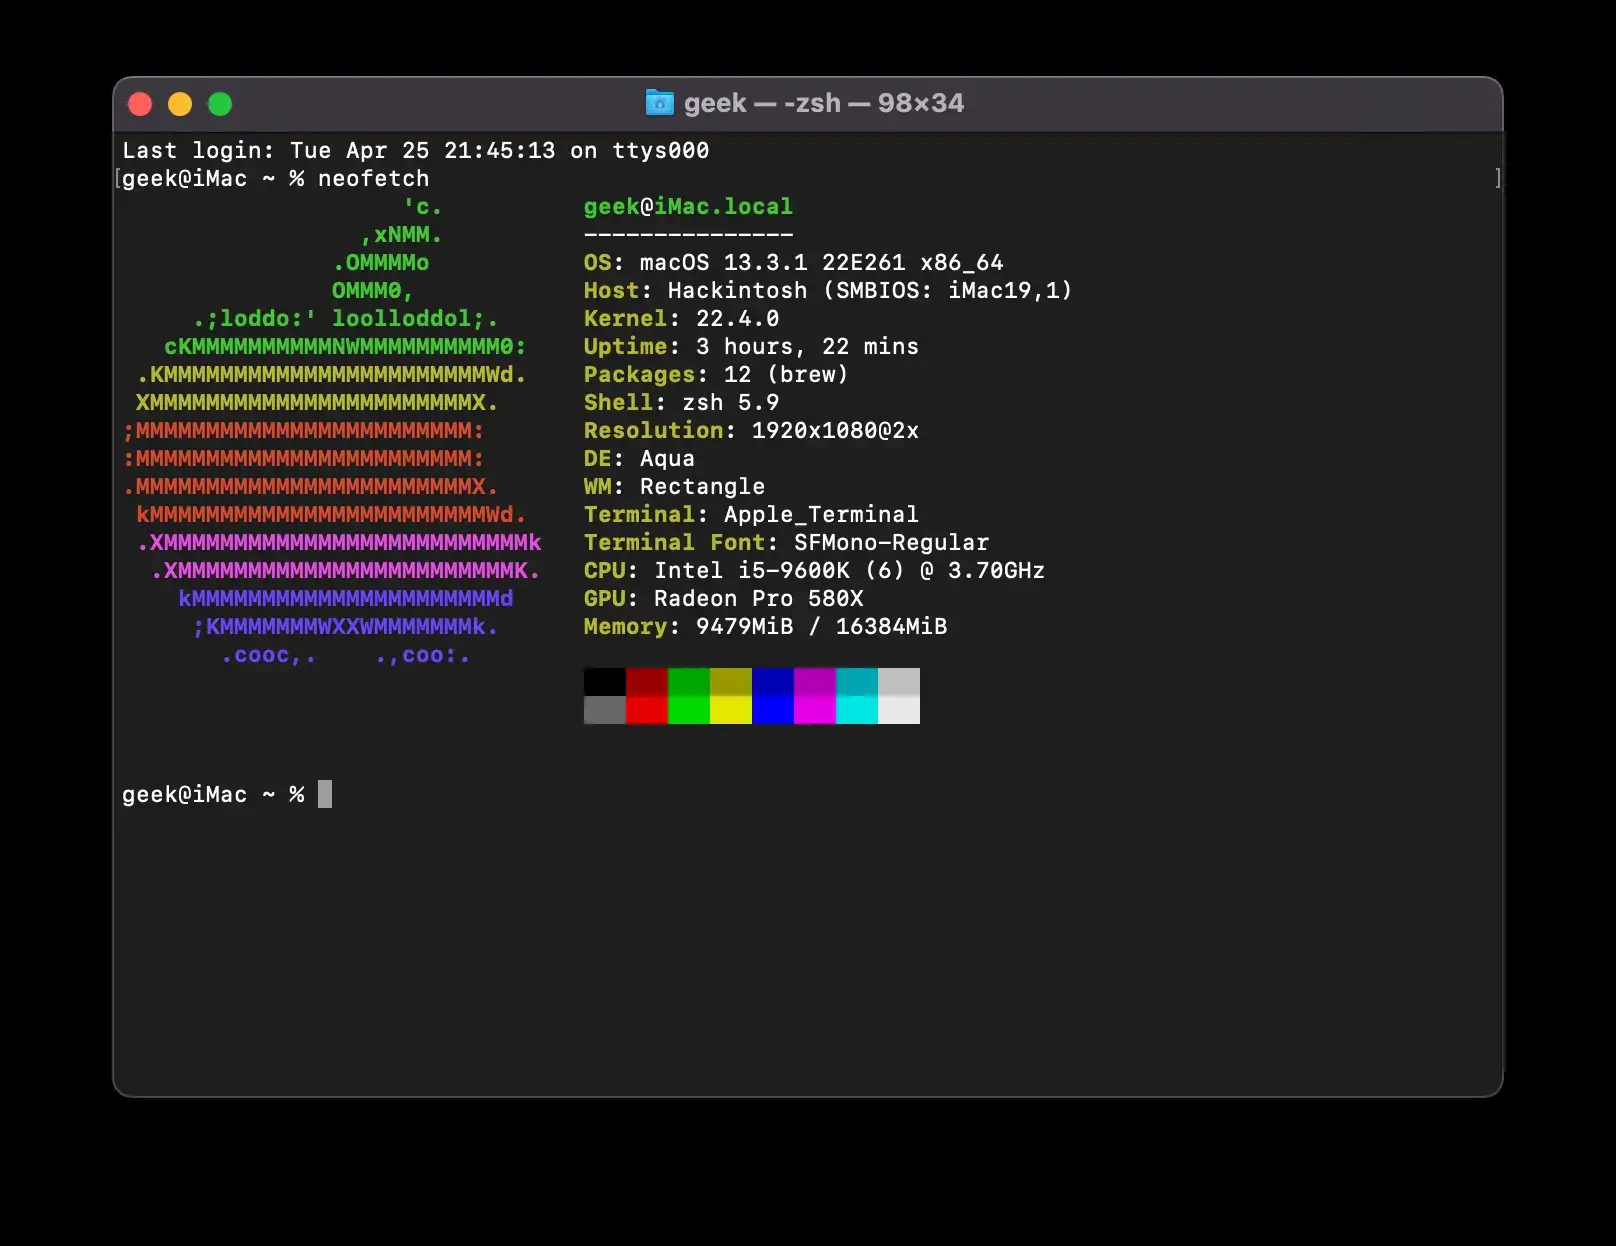 geek — -zsh — 98×34
Last login: Tue Apr 25 21:45:13 on ttys000
[geek@iMac ~ % neofetch ]
'c. geek@iMac.local
,xNMM. ---------------
.OMMMMo OS: macOS 13.3.1 22E261 x86_64
OMMM0, Host: Hackintosh (SMBIOS: iMac19,1)
.;loddo:' loolloddol;. Kernel: 22.4.0
cKMMMMMMMMMMNWMMMMMMMMMM0: Uptime: 3 hours, 22 mins
.KMMMMMMMMMMMMMMMMMMMMMMMWd. Packages: 12 (brew)
XMMMMMMMMMMMMMMMMMMMMMMMX. Shell: zsh 5.9
;MMMMMMMMMMMMMMMMMMMMMMMM: Resolution: 1920x1080@2x
:MMMMMMMMMMMMMMMMMMMMMMMM: DE: Aqua
.MMMMMMMMMMMMMMMMMMMMMMMMX. WM: Rectangle
kMMMMMMMMMMMMMMMMMMMMMMMMWd. Terminal: Apple_Terminal
.XMMMMMMMMMMMMMMMMMMMMMMMMMMk Terminal Font: SFMono-Regular
.XMMMMMMMMMMMMMMMMMMMMMMMMK. CPU: Intel i5-9600K (6) @ 3.70GHz
kMMMMMMMMMMMMMMMMMMMMMMd GPU: Radeon Pro 580X
;KMMMMMMMWXXWMMMMMMMk. Memory: 9479MiB / 16384MiB
.cooc,. .,coo:.
geek@iMac ~ %